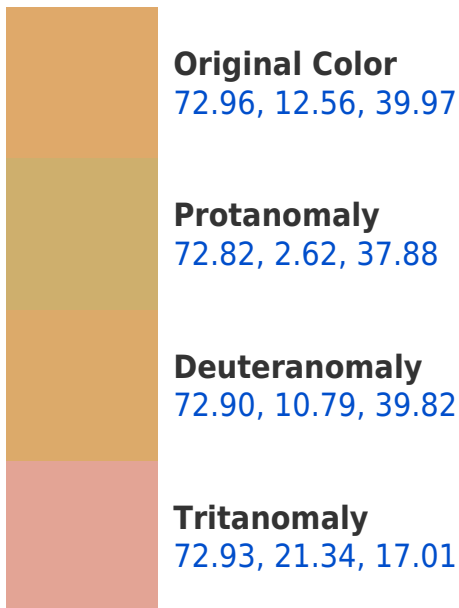 Original Color
72.96, 12.56, 39.97
Protanomaly
72.82, 2.62, 37.88
Deuteranomaly
72.90, 10.79, 39.82
Tritanomaly
72.93, 21.34, 17.01